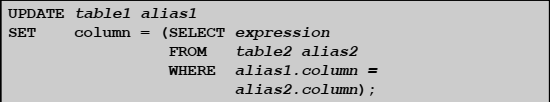 UPDATE table1 alias1
SET column = (SELECT expression
FROM table2 alias2
WHERE alias1.column =
alias2.column);